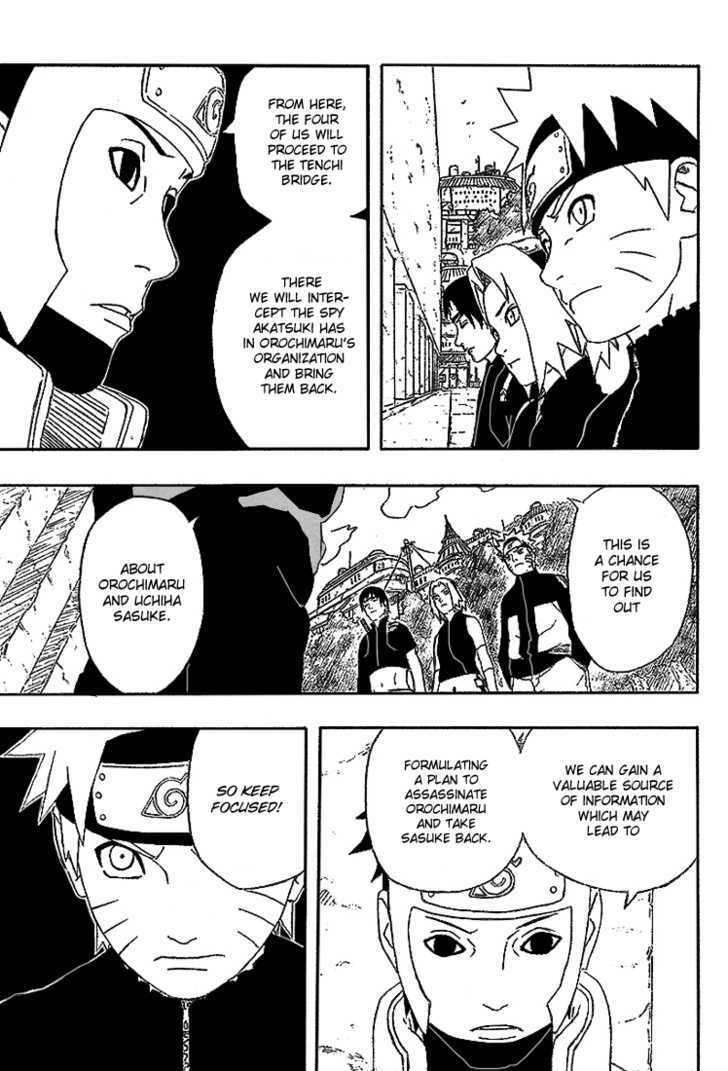 FROM HERE,
THE FOUR
OF US WILL
PROCEED TO
THE TENCHI
BRIDGE.
THERE
WE WILL INTER-
CEPT THE SPY
AKATSUKI HAS
IN OROCHIMARU'S
ORGANIZATION
AND BRING
THEM BACK.
THIS IS
A CHANCE
FOR US
TO FIND
OUT
ABOUT
OROCHIMARU
AND UCHIHA
SASUKE.
WE CAN GAIN A
VALUABLE SOURCE
OF INFORMATION
WHICH MAY
LEAD TO
FORMULATING
A PLAN TO
ASSASSINATE
OROCHIMARU
AND TAKE
SASUKE BACK.
SO KEEP
FOCUSED!